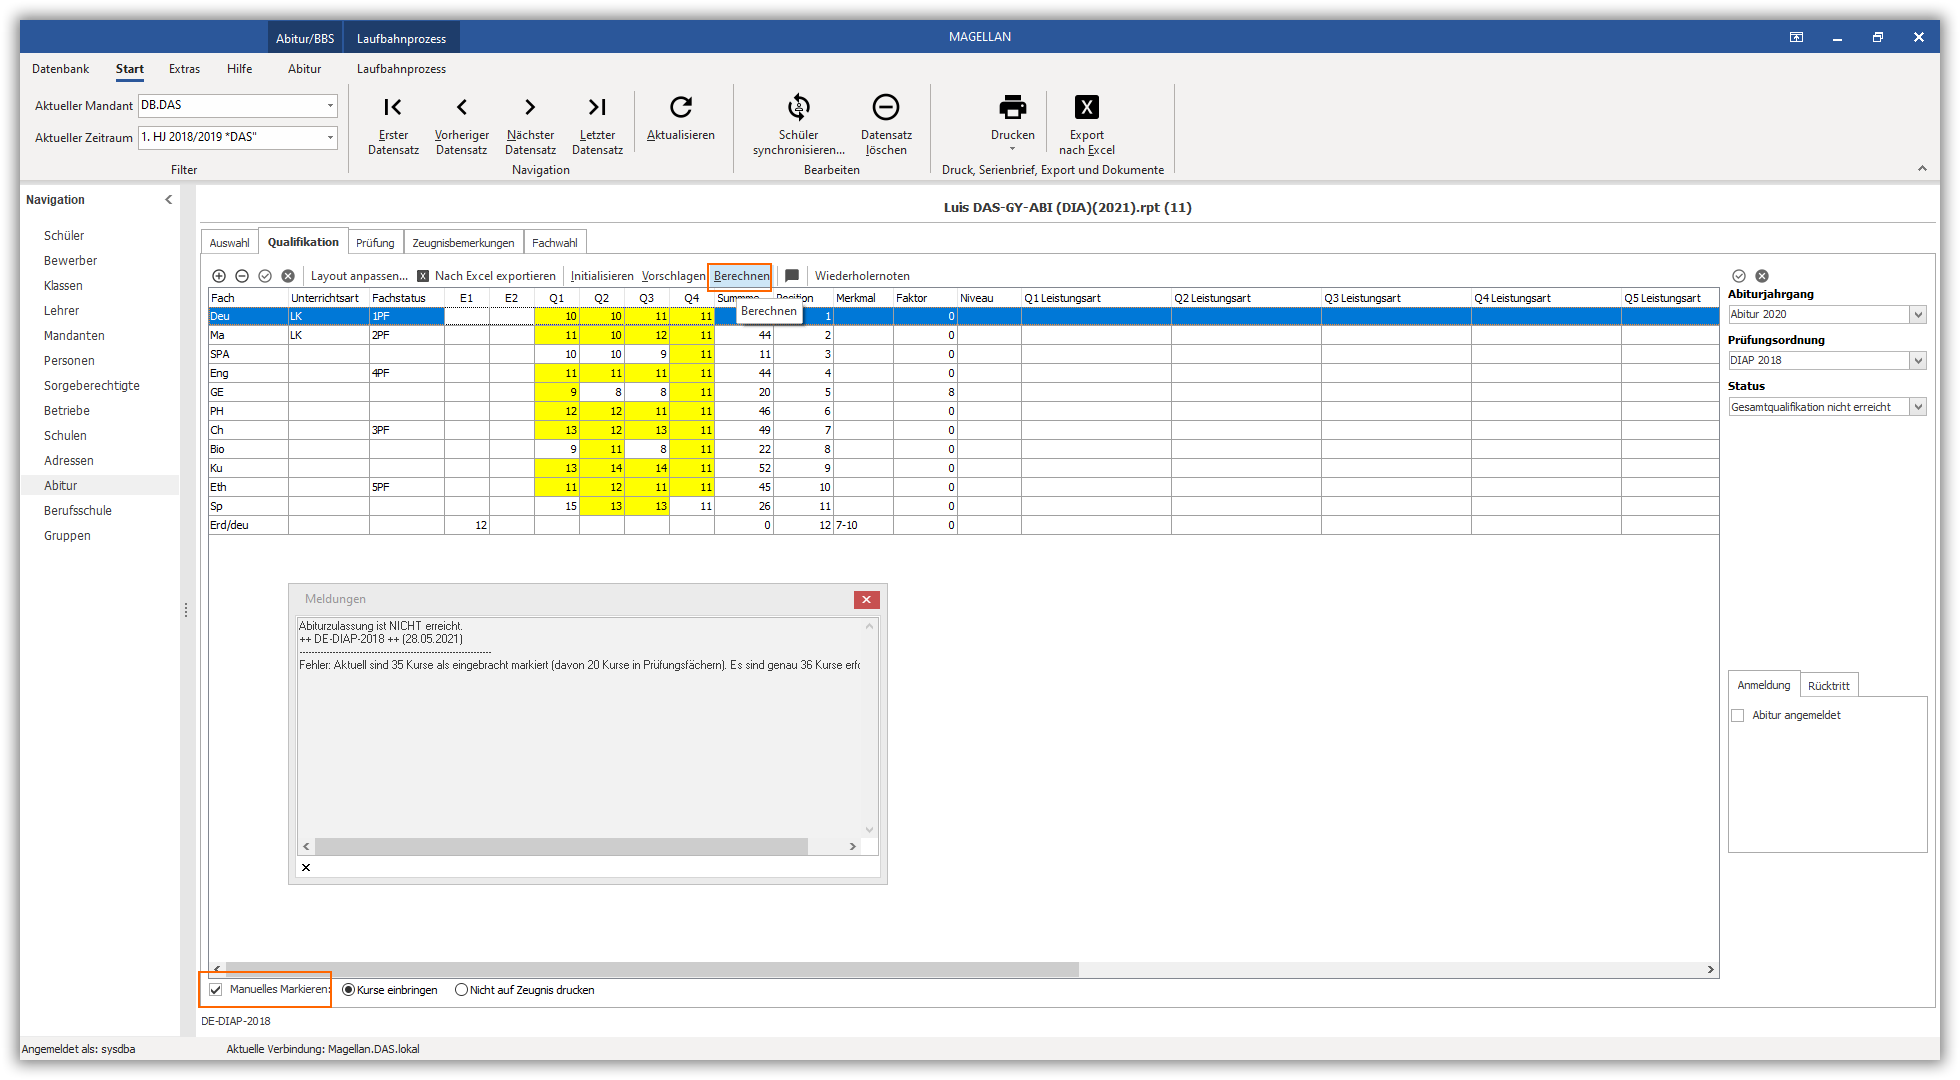 Abitur/BBS Laufbahnprozess MAGELLAN
Datenbank Start Extras Hilfe Abitur Laufbahnprozess
Aktueller Mandant DB.DAS
Aktueller Zeitraum 1. HJ 2018/2019 *DAS"
Filter
Erster Datensatz
Vorheriger Datensatz
Nächster Datensatz
Letzter Datensatz
Navigation
Aktualisieren
Schüler synchronisieren...
Datensatz löschen
Bearbeiten
Drucken
Export nach Excel
Druck, Serienbrief, Export und Dokumente
Navigation
Schüler
Bewerber
Klassen
Lehrer
Mandanten
Personen
Sorgeberechtigte
Betriebe
Schulen
Adressen
Abitur
Berufsschule
Gruppen
Luis DAS-GY-ABI (DIA)(2021).rpt (11)
Auswahl Qualifikation Prüfung Zeugnisbemerkungen Fachwahl
Layout anpassen... X Nach Excel exportieren Initialisieren Vorschlagen Berechnen Wiederholernoten
Fach Unterrichtsart Fachstatus E1 E2 Q1 Q2 Q3 Q4 Summe Position Merkmal Faktor Niveau Q1 Leistungsart Q2 Leistungsart Q3 Leistungsart Q4 Leistungsart Q5 Leistungsart
Berechnen
Deu LK 1PF 10 10 11 11 1 0
Ma LK 2PF 11 10 12 11 44 2 0
SPA 10 10 9 11 11 3 0
Eng 4PF 11 11 11 11 44 4 0
GE 9 8 8 11 20 5 8
PH 12 12 11 11 46 6 0
Ch 3PF 13 12 13 11 49 7 0
Bio 9 11 8 11 22 8 0
Ku 13 14 14 11 52 9 0
Eth 5PF 11 12 11 11 45 10 0
Sp 15 13 13 11 26 11 0
Erd/deu 12 0 12 7-10 0
Meldungen
Abiturzulassung ist NICHT erreicht.
++ DE-DIAP-2018 ++ (28.05.2021)
------------------------------------------------------------
Fehler: Aktuell sind 35 Kurse als eingebracht markiert (davon 20 Kurse in Prüfungsfächern). Es sind genau 36 Kurse erfo
Abiturjahrgang
Abitur 2020
Prüfungsordnung
DIAP 2018
Status
Gesamtqualifikation nicht erreicht
Anmeldung Rücktritt
Abitur angemeldet
Manuelles Markieren: Kurse einbringen Nicht auf Zeugnis drucken
DE-DIAP-2018
Angemeldet als: sysdba Aktuelle Verbindung: Magellan.DAS.lokal